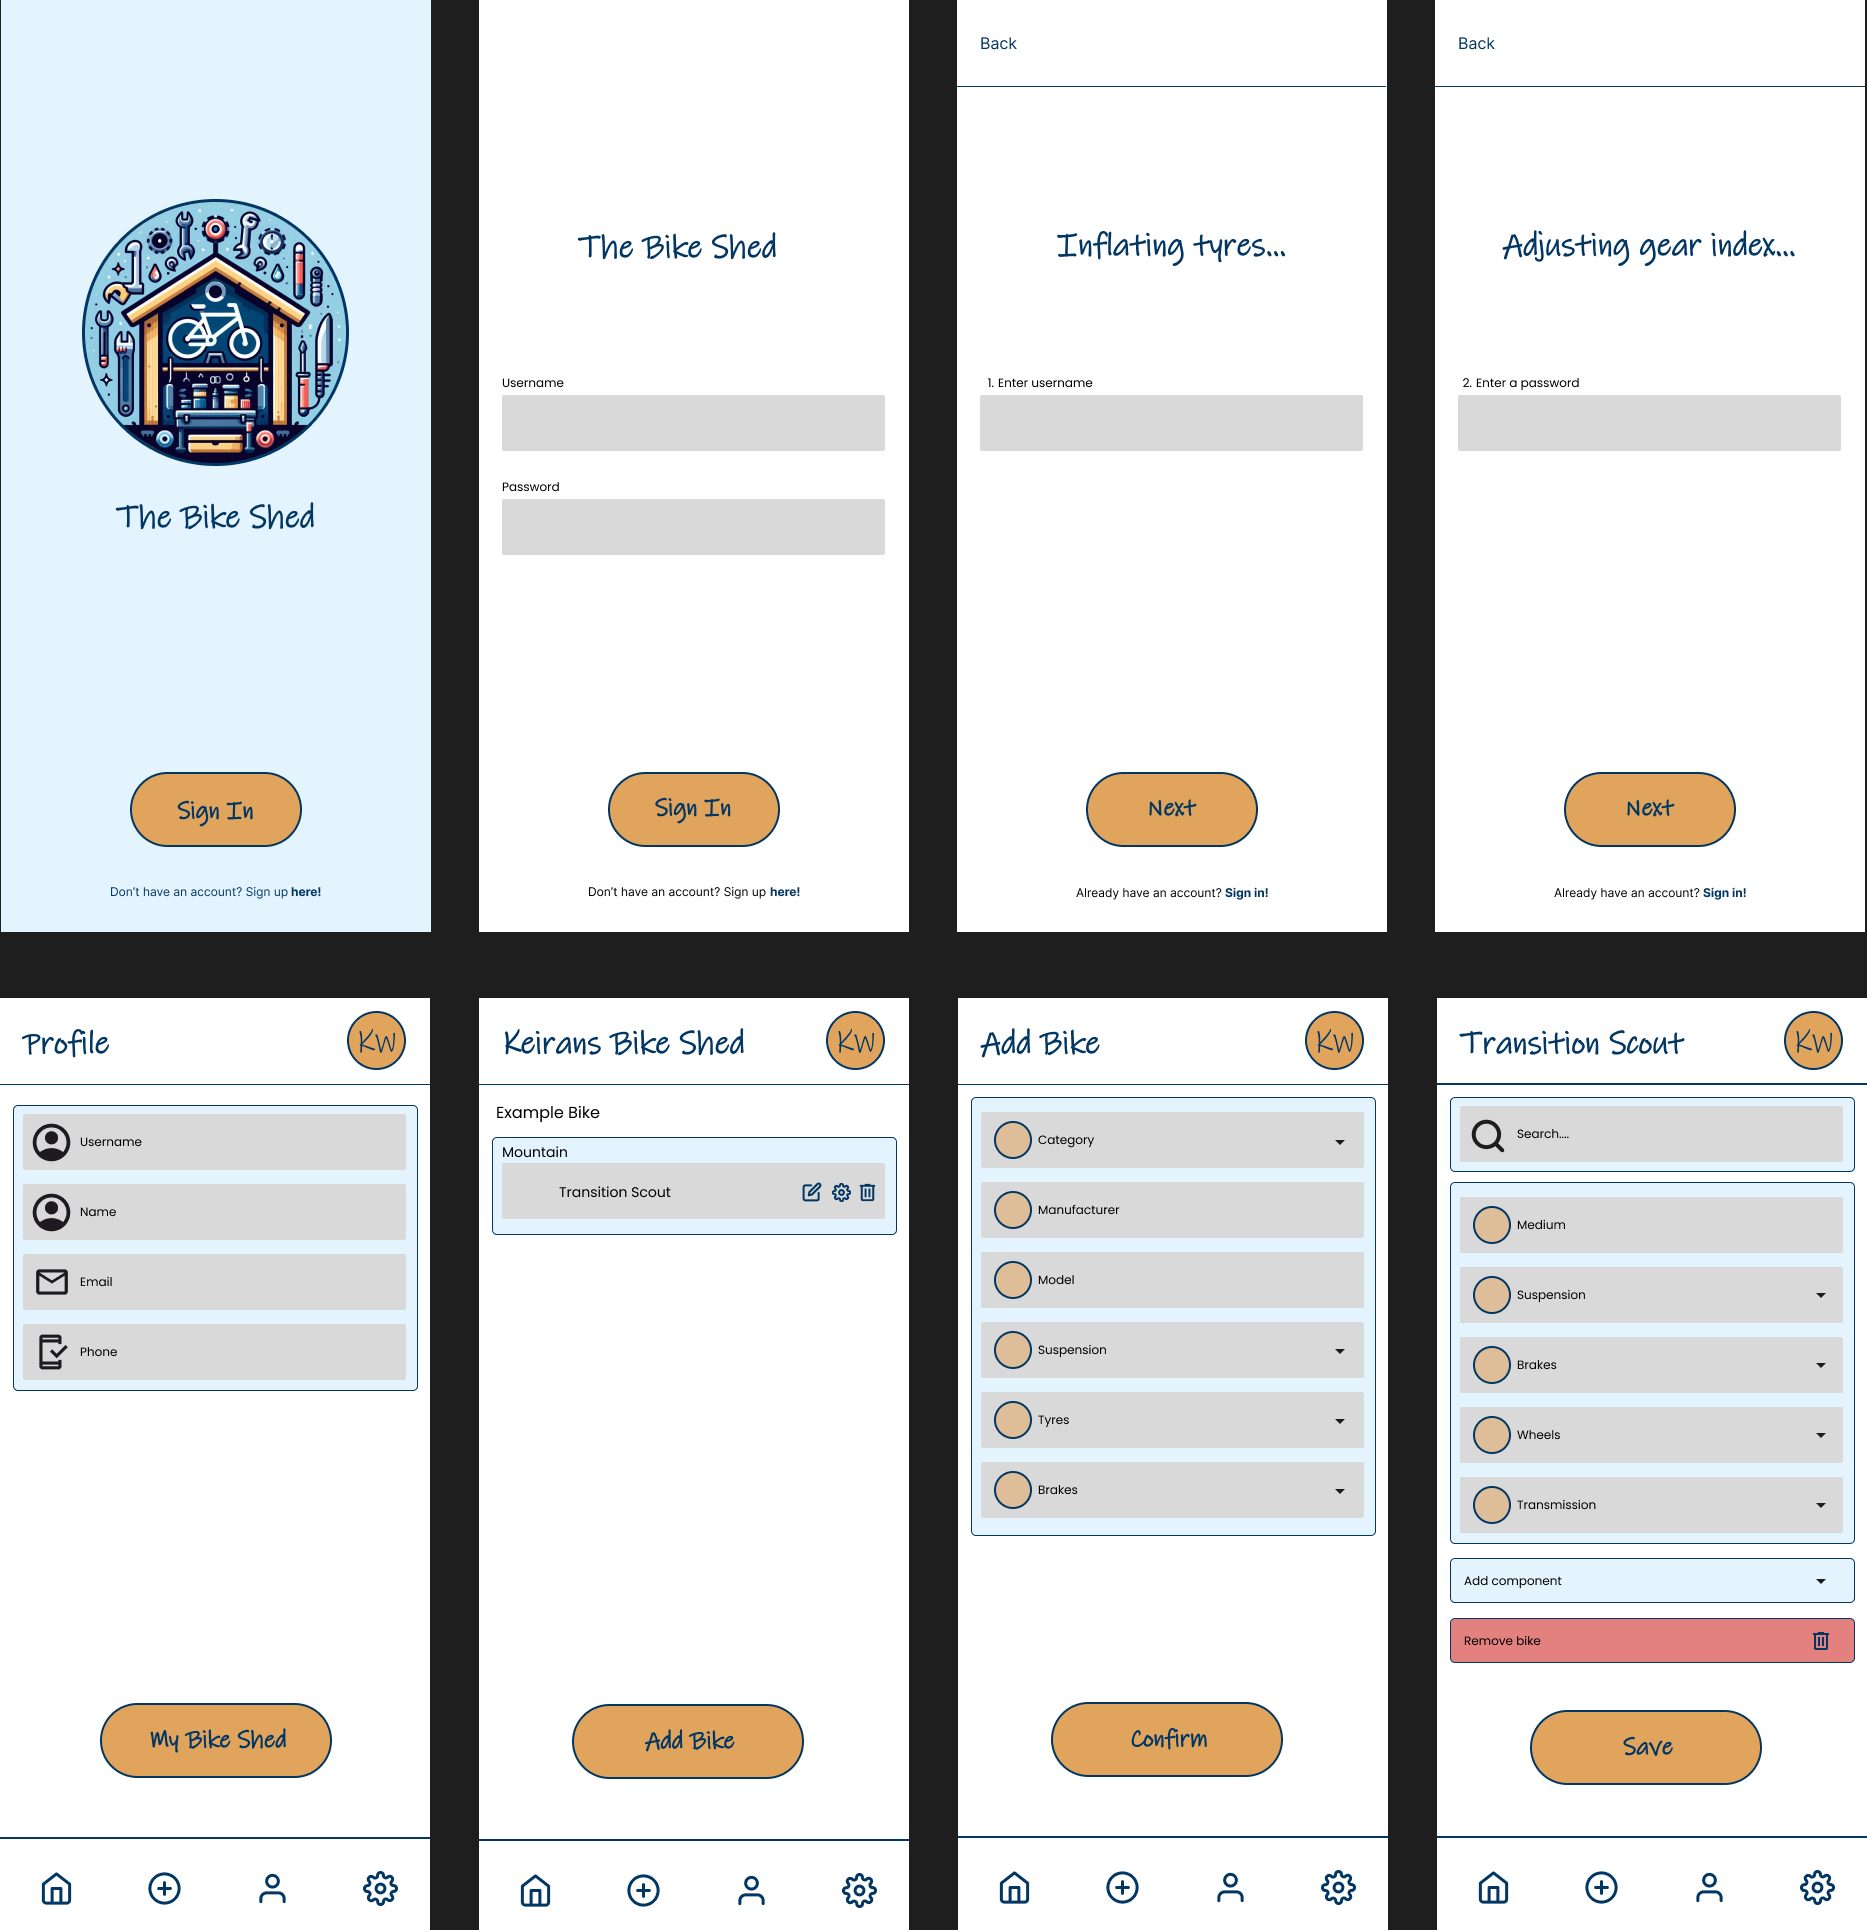 The Bike Shed
Sign In
Don't have an account? Sign up here!
The Bike Shed
Username
Password
Sign In
Don't have an account? Sign up here!
Back
Inflating tyres...
1. Enter username
Next
Already have an account? Sign in!
Back
Adjusting gear index...
2. Enter a password
Next
Already have an account? Sign in!
Profile
KW
Username
Name
Email
Phone
My Bike Shed
Keirans Bike Shed
KW
Example Bike
Mountain
Transition Scout
Add Bike
Add Bike
KW
Category
Manufacturer
Model
Suspension
Tyres
Brakes
Confirm
Transition Scout
KW
Search....
Medium
Suspension
Brakes
Wheels
Transmission
Add component
Remove bike
Save